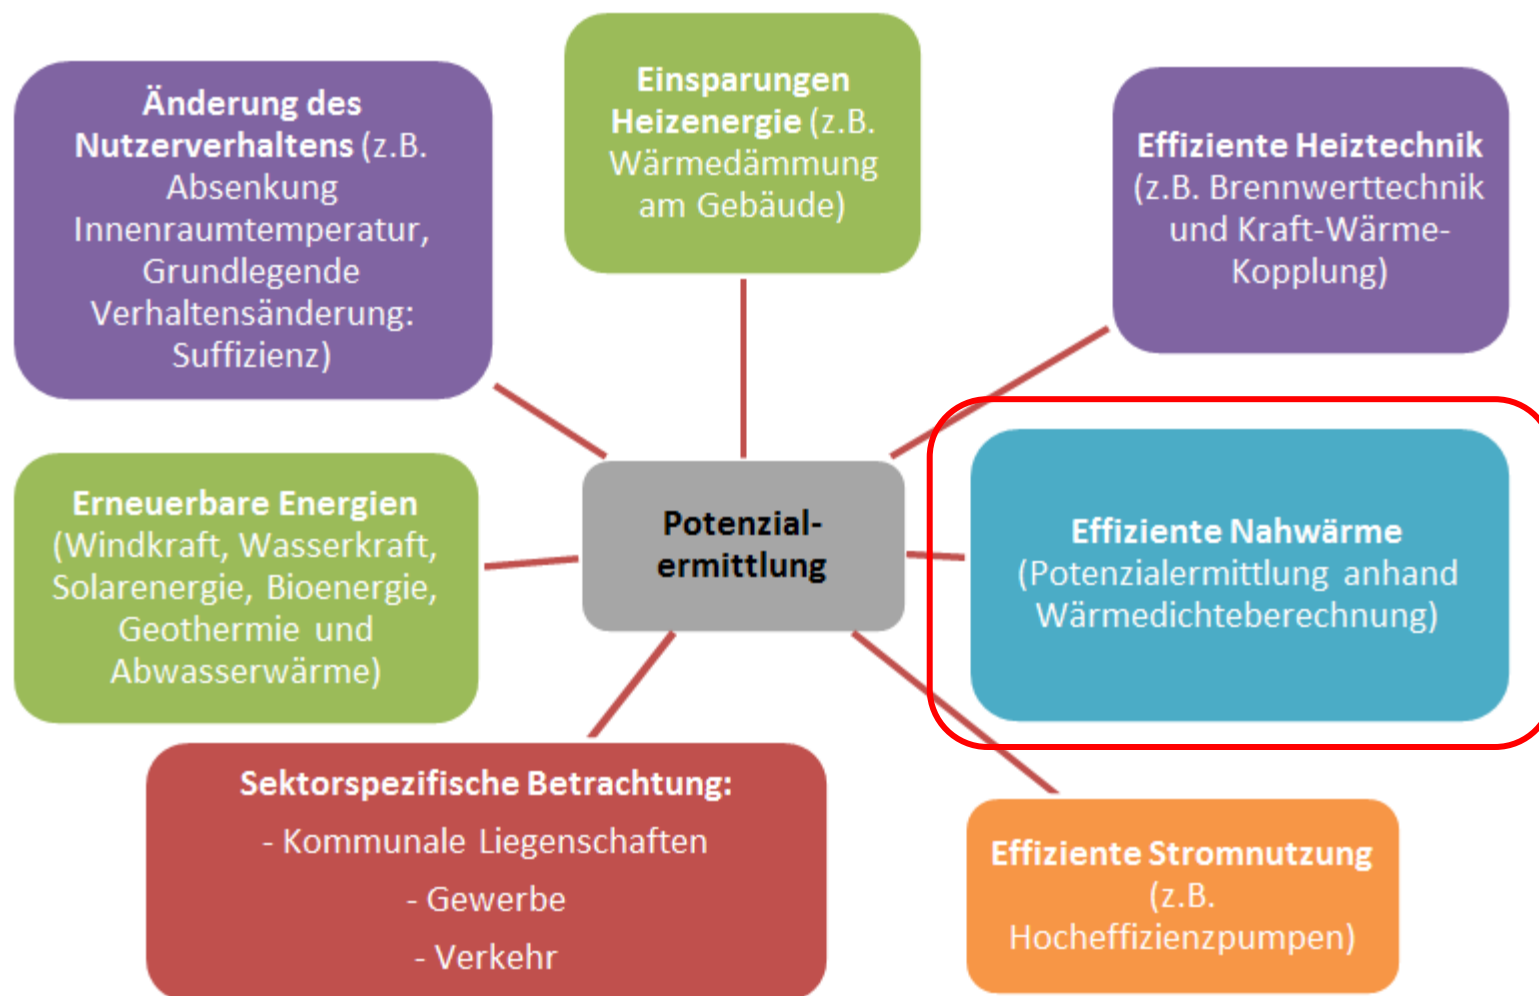 Änderung des
Nutzerverhaltens (z.B.
Absenkung
Innenraumtemperatur,
Grundlegende
Verhaltensänderung:
Suffizienz)
Einsparungen
Heizenergie (z.B.
Wärmedämmung
am Gebäude)
Effiziente Heiztechnik
(z.B. Brennwerttechnik
und Kraft-Wärme-
Kopplung)
Erneuerbare Energien
(Windkraft, Wasserkraft,
Solarenergie, Bioenergie,
Geothermie und
Abwasserwärme)
Potenzial-
ermittlung
Effiziente Nahwärme
(Potenzialermittlung anhand
Wärmedichteberechnung)
Sektorspezifische Betrachtung:
- Kommunale Liegenschaften
- Gewerbe
- Verkehr
Effiziente Stromnutzung
(z.B.
Hocheffizienzpumpen)